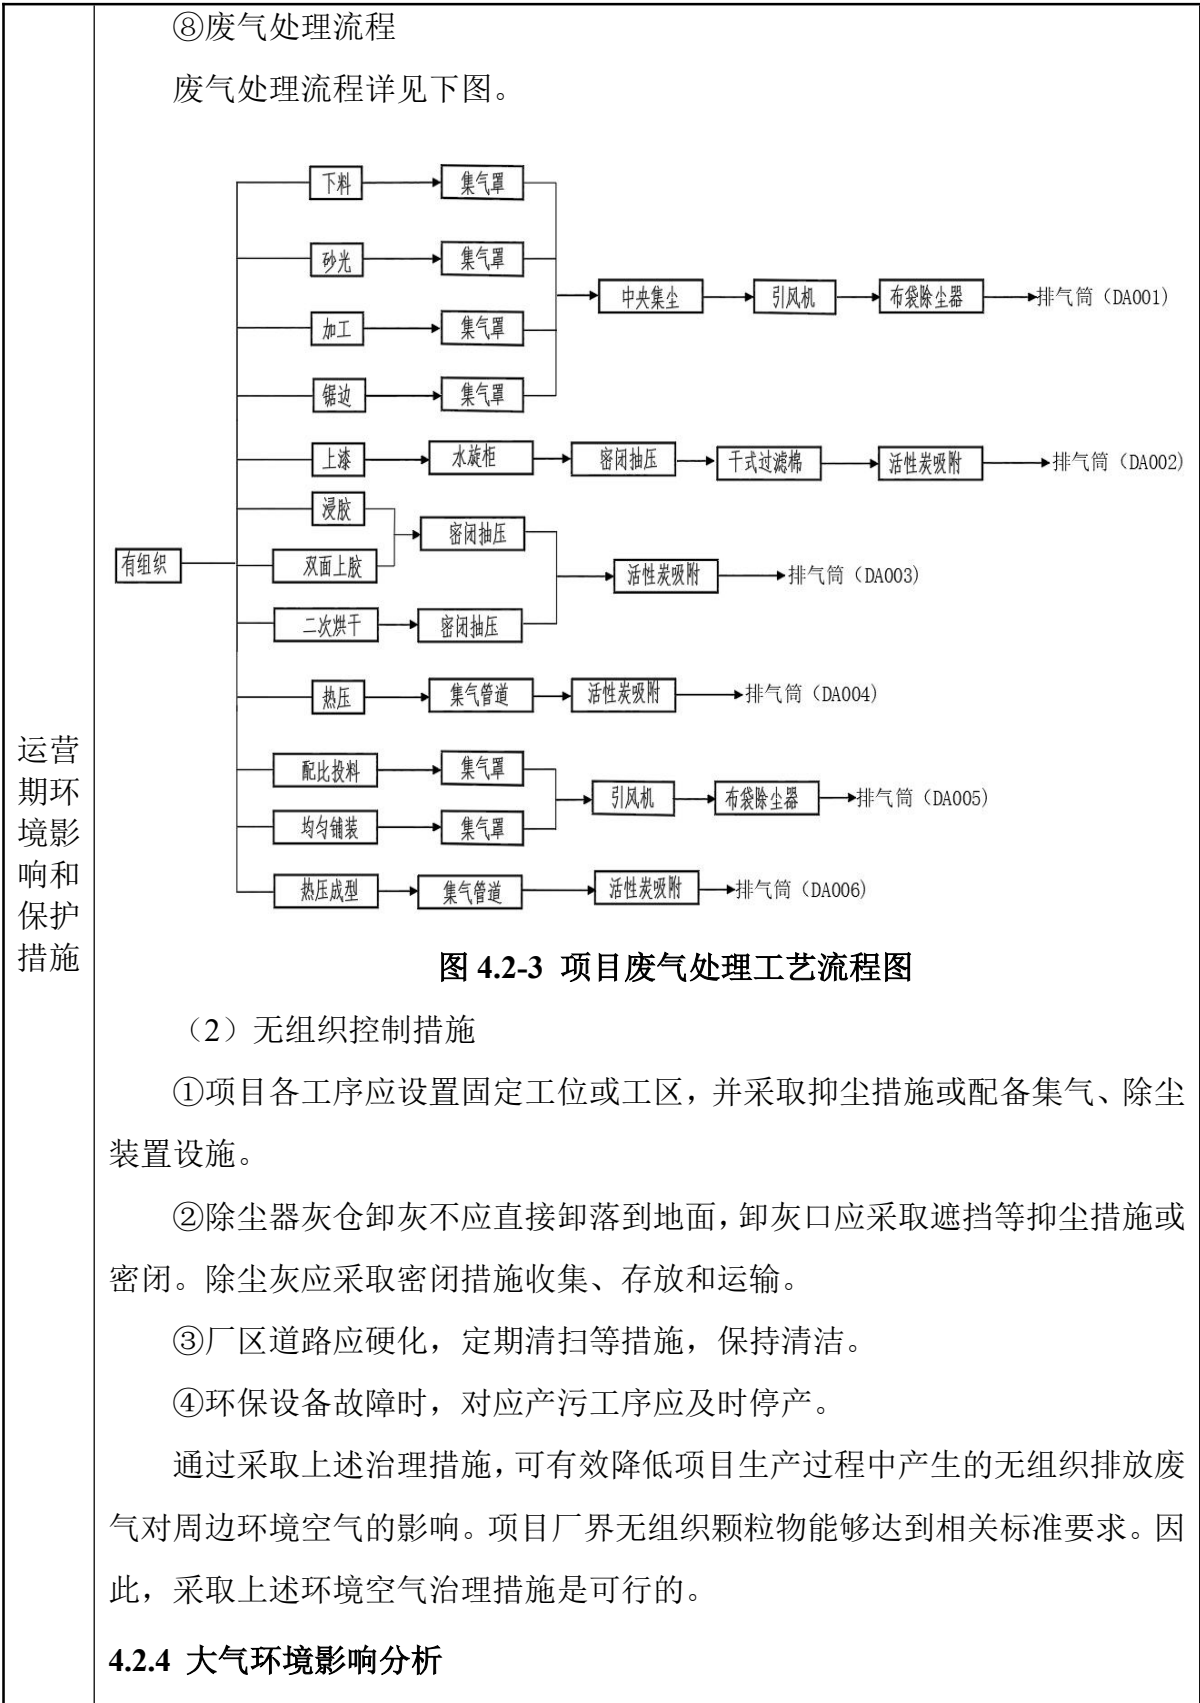 ⑧废气处理流程
废气处理流程详见下图。
下料 集气罩
砂光 集气罩
中央集尘 引风机 布袋除尘器 排气筒（DA001）
加工 集气罩
锯边 集气罩
上漆 水旋柜 密闭抽压 干式过滤棉 活性炭吸附 排气筒（DA002）
浸胶
密闭抽压
有组织
双面上胶
活性炭吸附 排气筒（DA003）
二次烘干 密闭抽压
热压 集气管道 活性炭吸附 排气筒（DA004）
配比投料 集气罩
引风机 布袋除尘器 排气筒（DA005）
均匀铺装 集气罩
热压成型 集气管道 活性炭吸附 排气筒（DA006）
运营
期环
境影
响和
保护
措施
图 4.2-3 项目废气处理工艺流程图
（2）无组织控制措施
①项目各工序应设置固定工位或工区，并采取抑尘措施或配备集气、除尘
装置设施。
②除尘器灰仓卸灰不应直接卸落到地面，卸灰口应采取遮挡等抑尘措施或
密闭。除尘灰应采取密闭措施收集、存放和运输。
③厂区道路应硬化，定期清扫等措施，保持清洁。
④环保设备故障时，对应产污工序应及时停产。
通过采取上述治理措施，可有效降低项目生产过程中产生的无组织排放废
气对周边环境空气的影响。项目厂界无组织颗粒物能够达到相关标准要求。因
此，采取上述环境空气治理措施是可行的。
4.2.4 大气环境影响分析